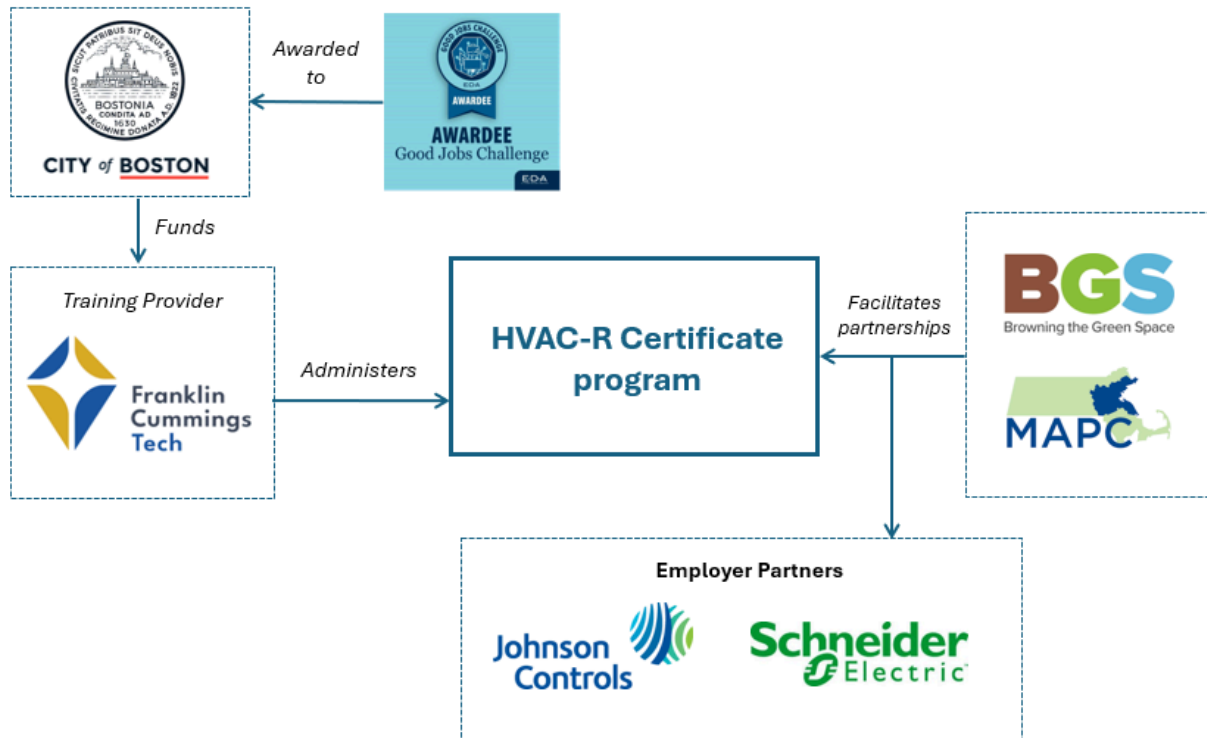 SICUT PATRIBUS SIT DEUS NOBIS
CIVITATIS REGIMINE DONATA A.D. 1822
BOSTONIA
CONDITA AD
1630
CITY of BOSTON
Awarded
to
GOOD JOBS CHALLENGE
EDA
AWARDEE
AWARDEE
Good Jobs Challenge
EDA
Funds
Training Provider
Franklin
Cummings
Tech
Administers
HVAC-R Certificate
program
Facilitates
partnerships
BGS
Browning the Green Space
MAPC
Employer Partners
Johnson
Controls
Schneider
Electric